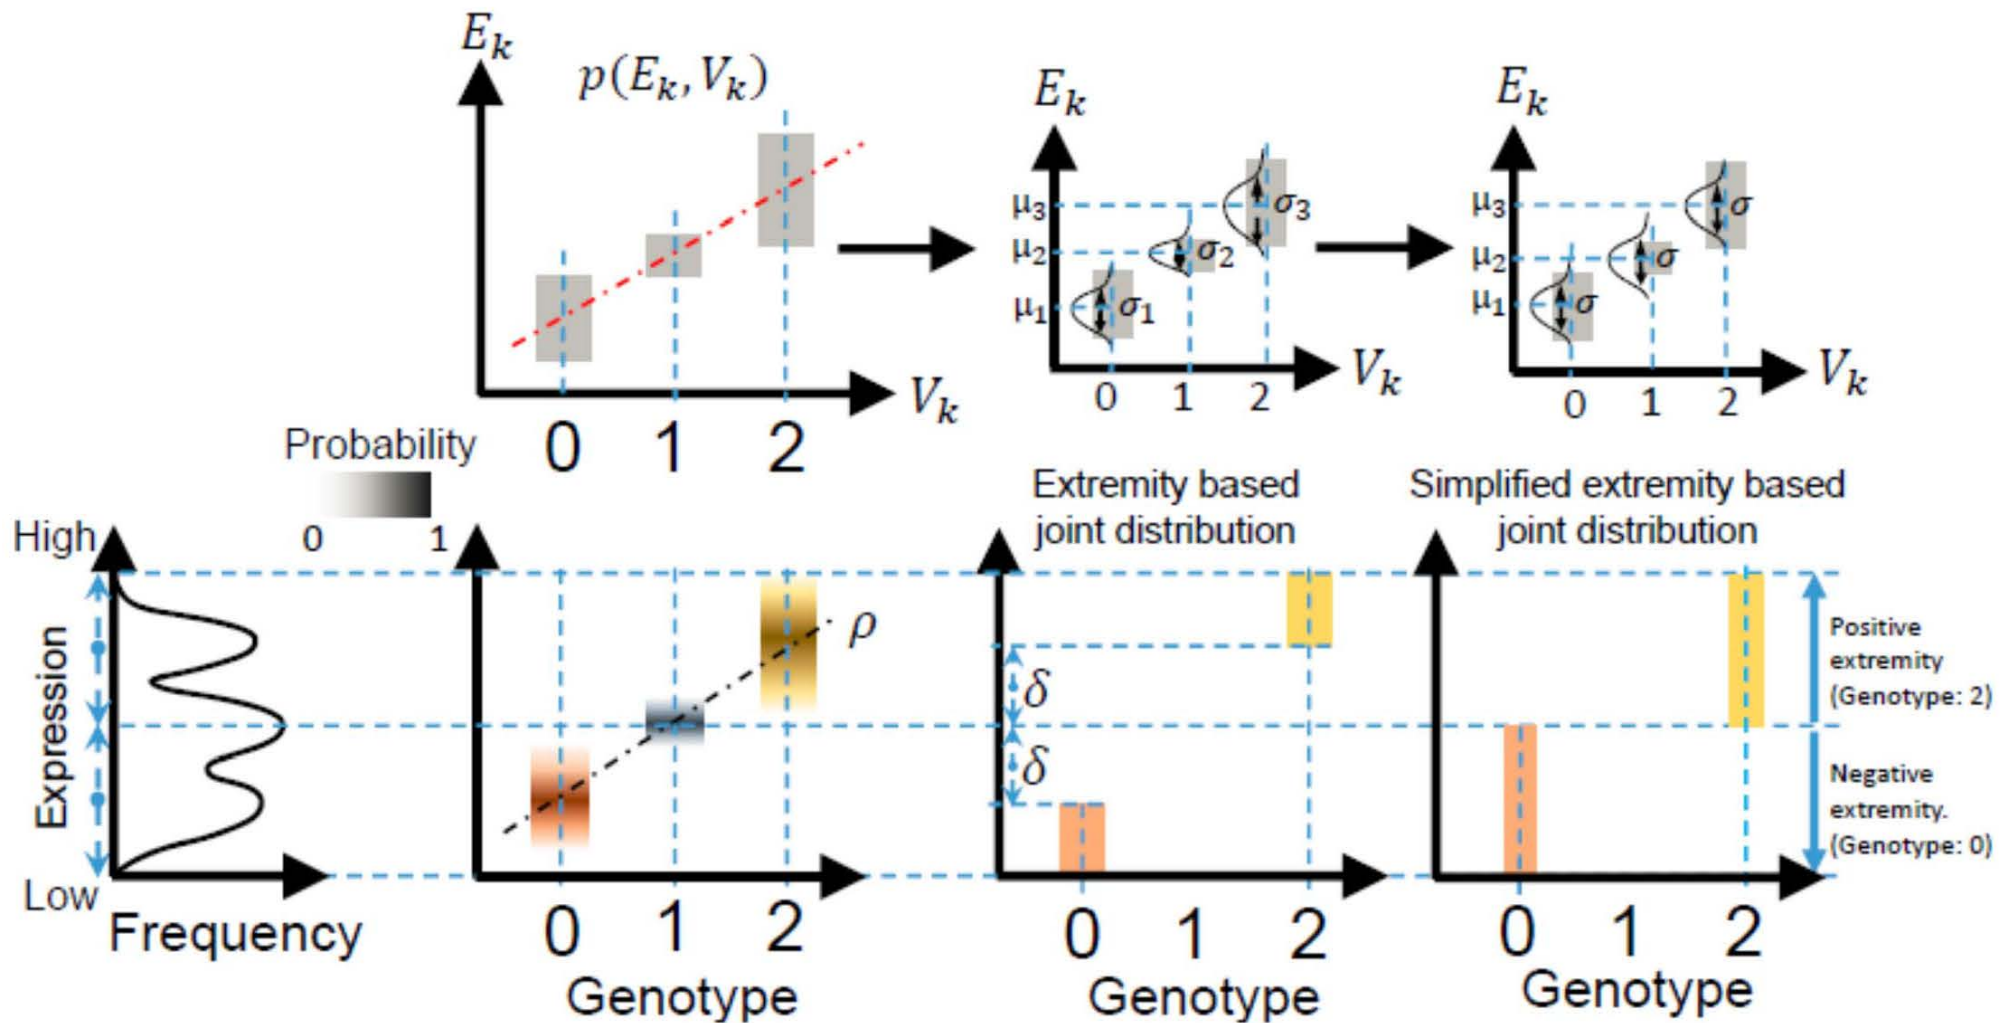 E_k
p(E_k, V_k)
V_k
0 1 2
E_k
μ3
μ2
μ1
σ1
σ2
σ3
V_k
0 1 2
E_k
μ3
μ2
μ1
σ
σ
σ
V_k
0 1 2
Probability
0 1
High
Expression
Low
Frequency
ρ
0 1 2
Genotype
Extremity based
joint distribution
δ
δ
0 1 2
Genotype
Simplified extremity based
joint distribution
Positive
extremity
(Genotype: 2)
Negative
extremity.
(Genotype: 0)
0 1 2
Genotype